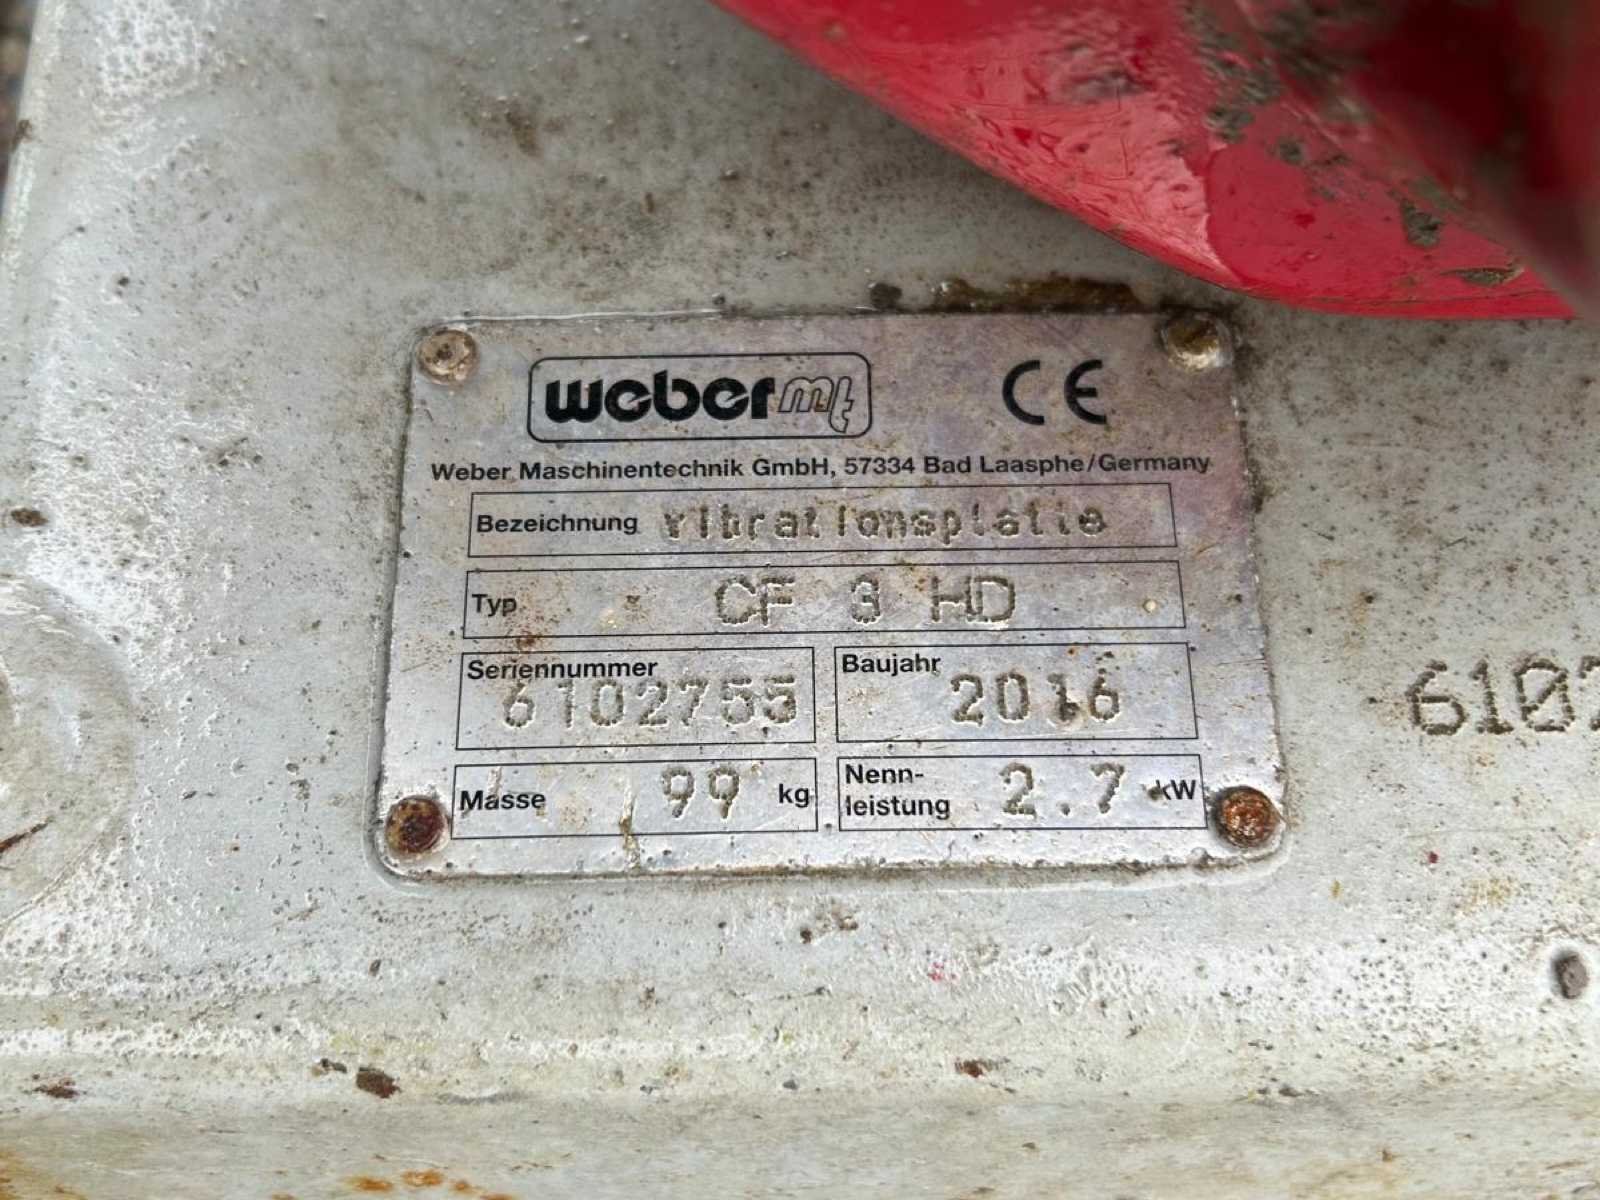 weber mt CE
Weber Maschinentechnik GmbH, 57334 Bad Laasphe/Germany
Bezeichnung Vibrationsplatte
Typ CF 3 HD
Seriennummer Baujahr
6102755 2016
Masse 99 kg Nenn-
leistung 2.7 kW
6102